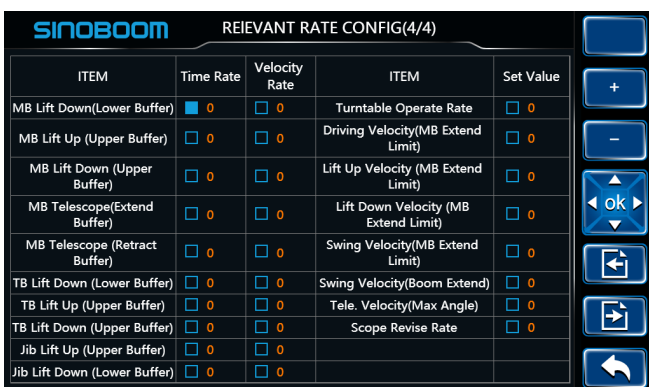 SINOBOOM
RElEVANT RATE CONFIG(4/4)
ITEM Time Rate Velocity Rate ITEM Set Value
MB Lift Down(Lower Buffer) 0 0 Turntable Operate Rate 0
MB Lift Up (Upper Buffer) 0 0 Driving Velocity(MB Extend Limit) 0
MB Lift Down (Upper Buffer) 0 0 Lift Up Velocity (MB Extend Limit) 0
MB Telescope(Extend Buffer) 0 0 Lift Down Velocity (MB Extend Limit) 0
MB Telescope (Retract Buffer) 0 0 Swing Velocity(MB Extend Limit) 0
TB Lift Down (Lower Buffer) 0 0 Swing Velocity(Boom Extend) 0
TB Lift Up (Upper Buffer) 0 0 Tele. Velocity(Max Angle) 0
TB Lift Down (Upper Buffer) 0 0 Scope Revise Rate 0
Jib Lift Up (Upper Buffer) 0 0
Jib Lift Down (Lower Buffer) 0 0
+
−
ok